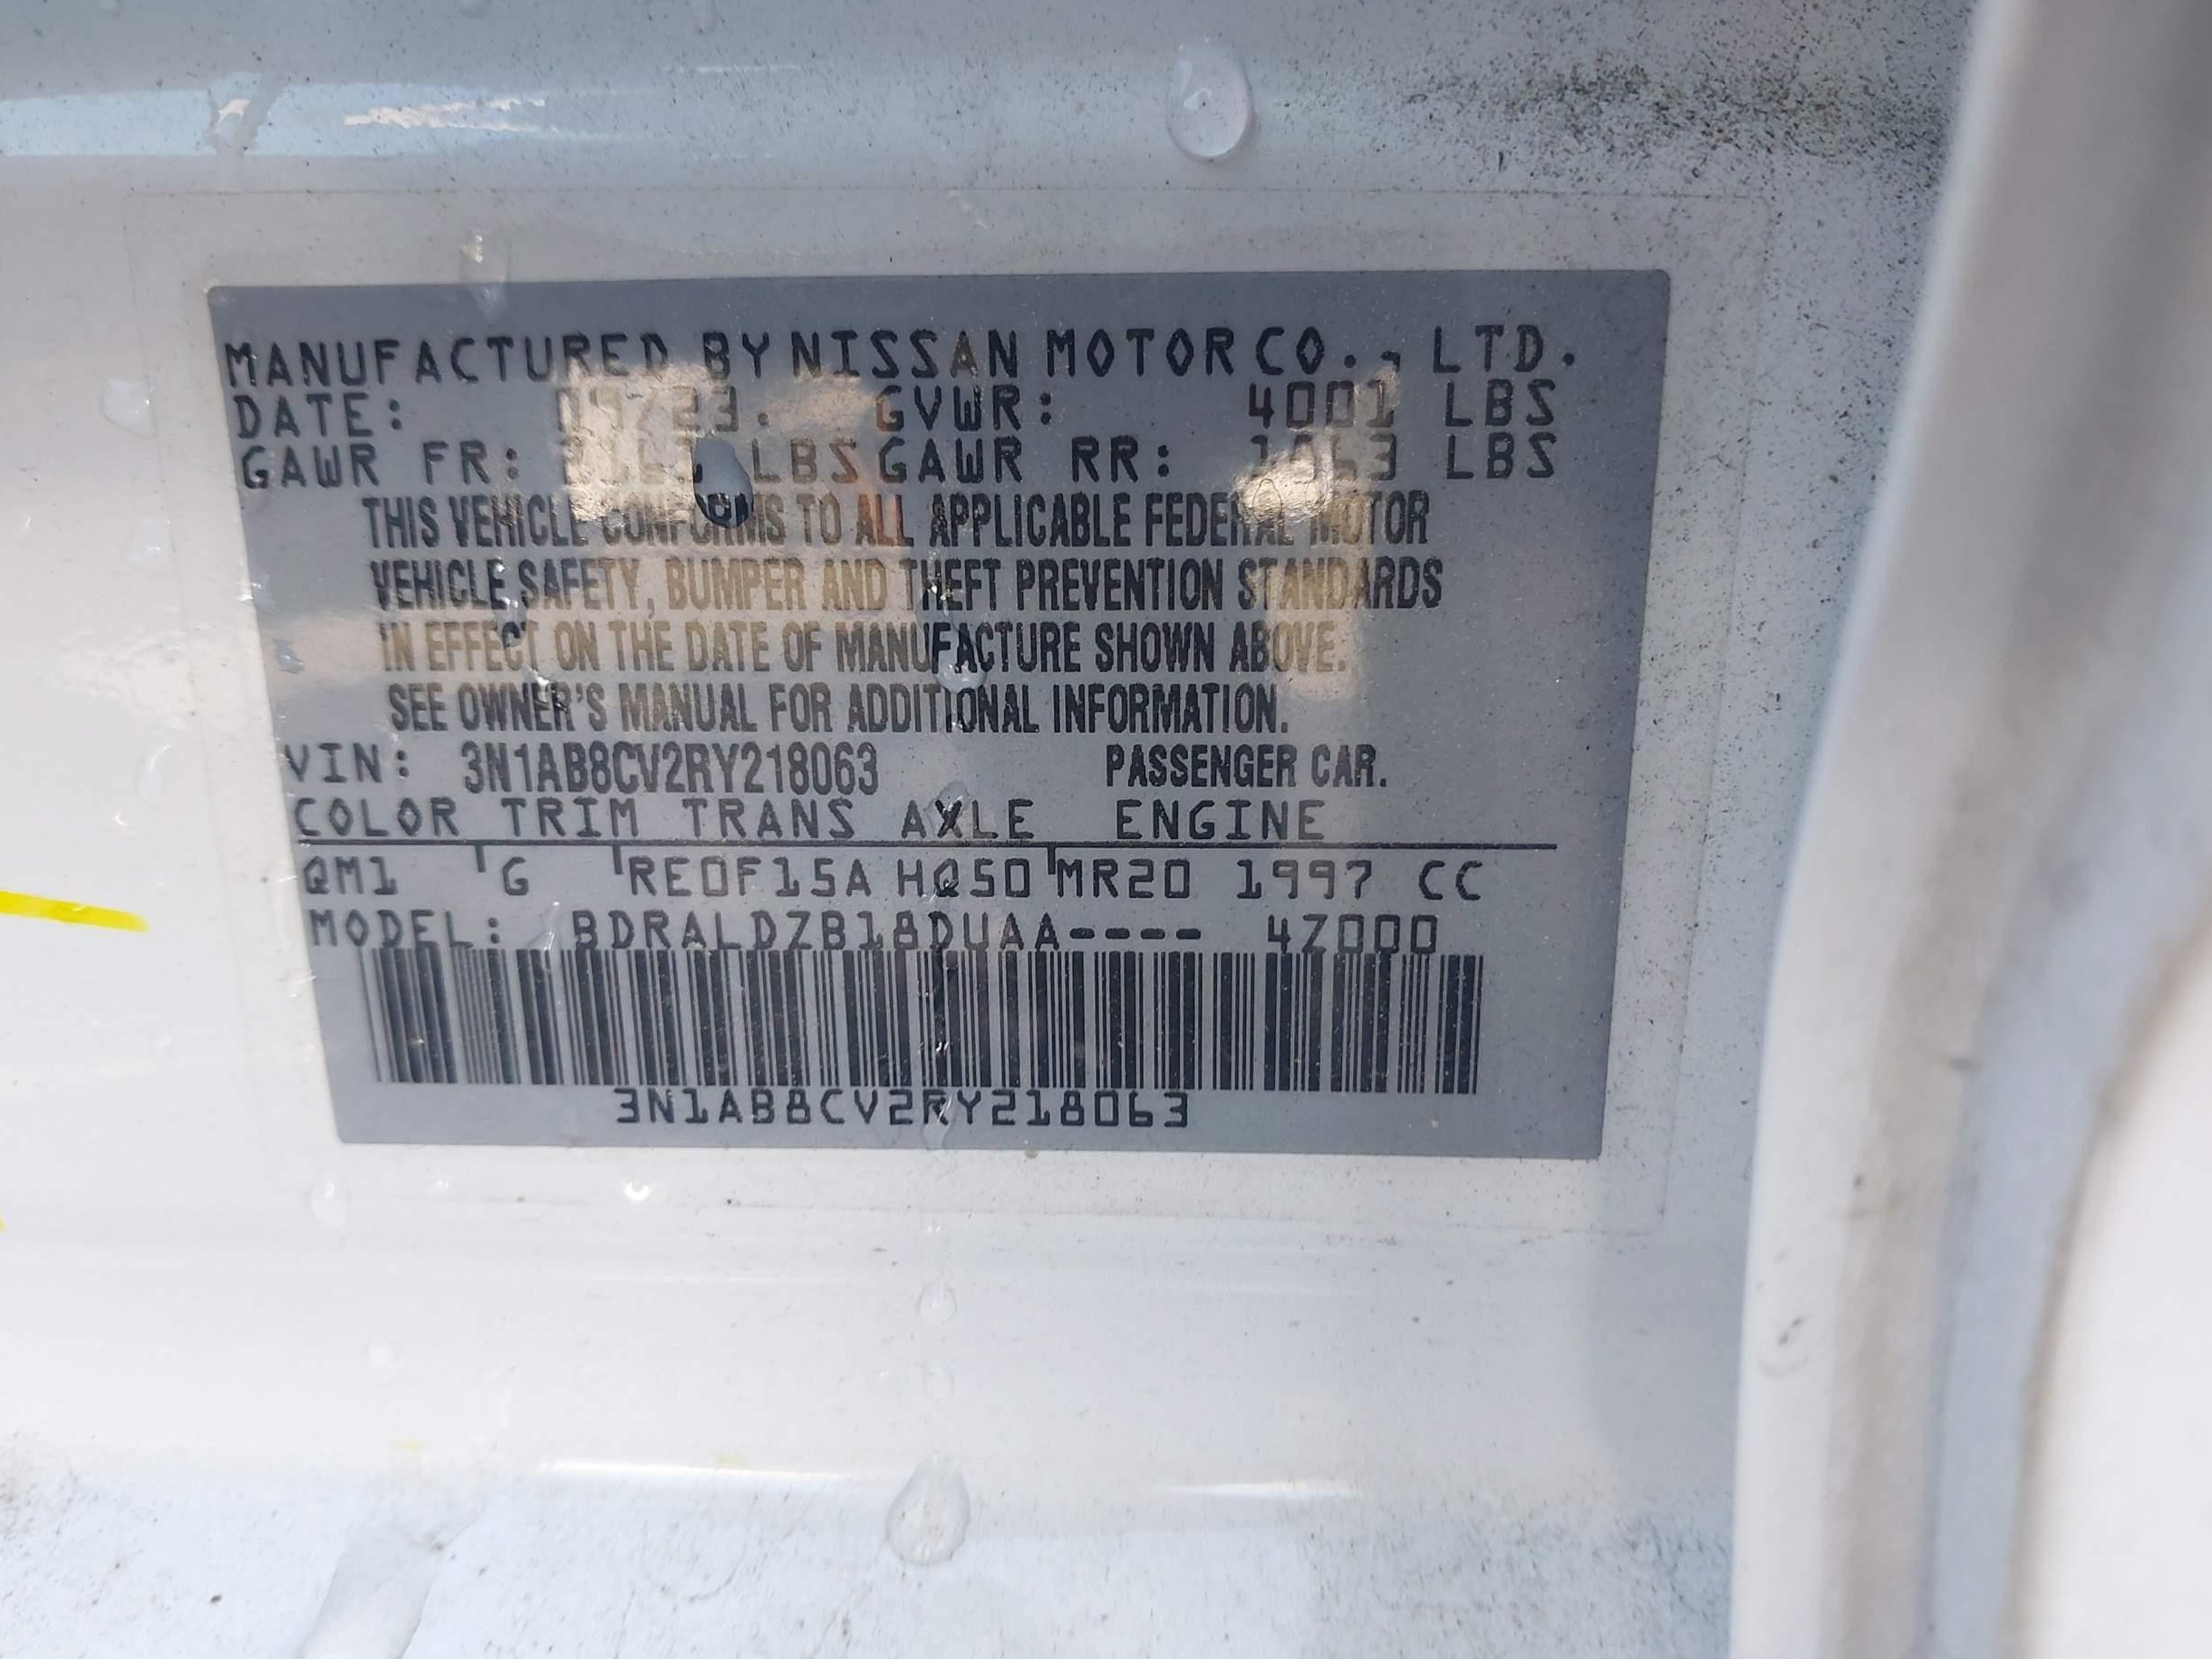 MANUFACTURED BY NISSAN MOTOR CO., LTD.
DATE: GVWR: 4001 LBS
GAWR FR: LBS GAWR RR: LBS
THIS VEHICLE CONFORMS TO ALL APPLICABLE FEDERAL MOTOR
VEHICLE SAFETY, BUMPER AND THEFT PREVENTION STANDARDS
IN EFFECT ON THE DATE OF MANUFACTURE SHOWN ABOVE.
SEE OWNER'S MANUAL FOR ADDITIONAL INFORMATION.
VIN: 3N1AB8CV2RY218063 PASSENGER CAR.
COLOR TRIM TRANS AXLE ENGINE
QM1 G RE0F15A HQ50 MR20 1997 CC
MODEL: BDRALDZB18DUAA---- 4Z000
3N1AB8CV2RY218063